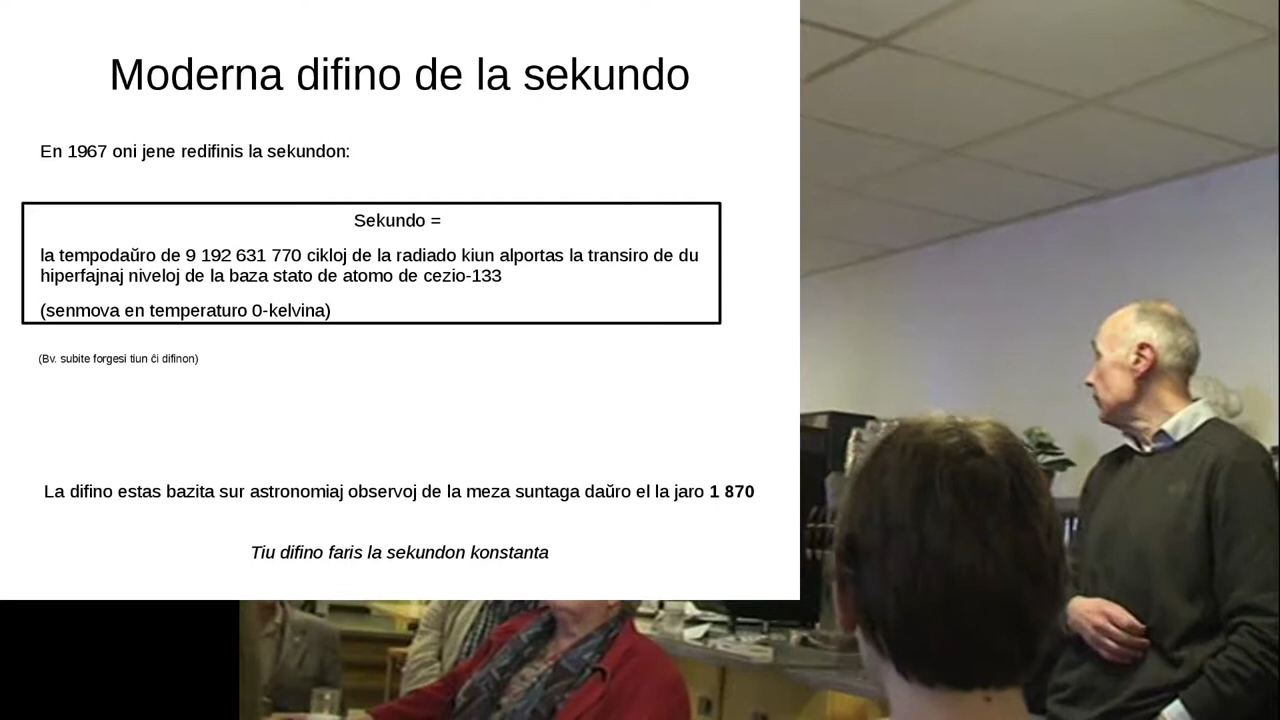 Moderna difino de la sekundo
En 1967 oni jene redifinis la sekundon:
Sekundo =
la tempodaŭro de 9 192 631 770 cikloj de la radiado kiun alportas la transiro de du
hiperfajnaj niveloj de la baza stato de atomo de cezio-133
(senmova en temperaturo 0-kelvina)
(Bv. subite forgesi tiun ĉi difinon)
La difino estas bazita sur astronomiaj observoj de la meza suntaga daŭro el la jaro 1 870
Tiu difino faris la sekundon konstanta